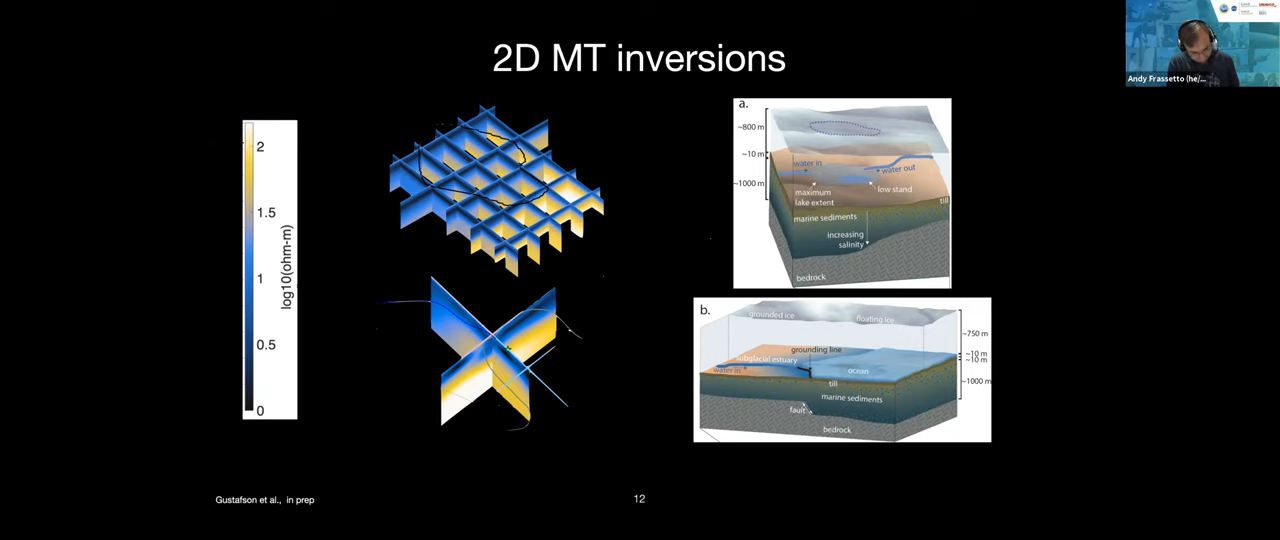 2D MT inversions
Andy Frassetto (he/...
2
1.5
1
0.5
0
log10(ohm-m)
a.
~800 m
~10 m
~1000 m
water in
water out
maximum
lake extent
low stand
till
marine sediments
increasing
salinity
bedrock
b.
grounded ice
floating ice
grounding line
subglacial estuary
water in
ocean
till
marine sediments
fault
bedrock
~750 m
~10 m
~10 m
~1000 m
Gustafson et al., in prep
12